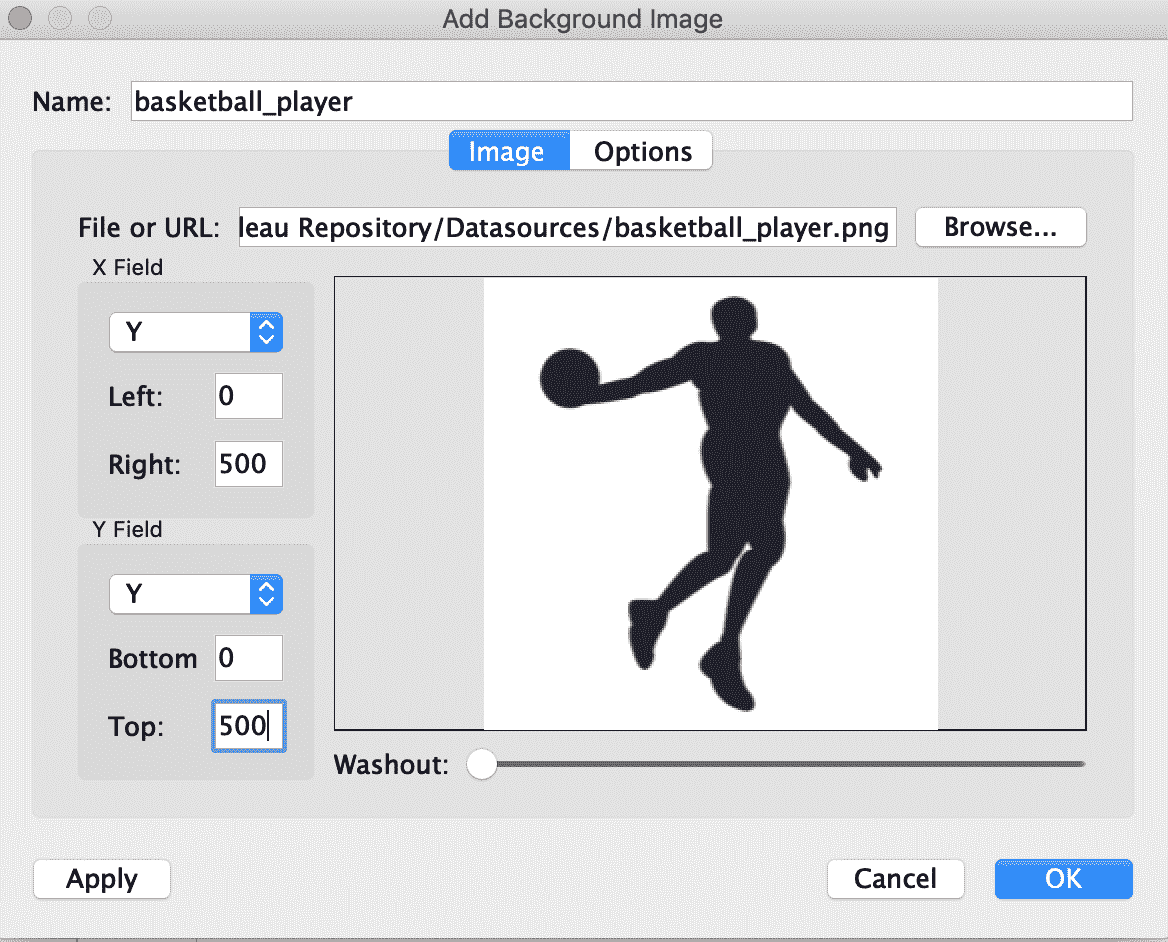 Add Background Image
Name: basketball_player
Image Options
File or URL: leau Repository/Datasources/basketball_player.png Browse...
X Field
Y
Left: 0
Right: 500
Y Field
Y
Bottom 0
Top: 500
Washout:
Apply Cancel OK